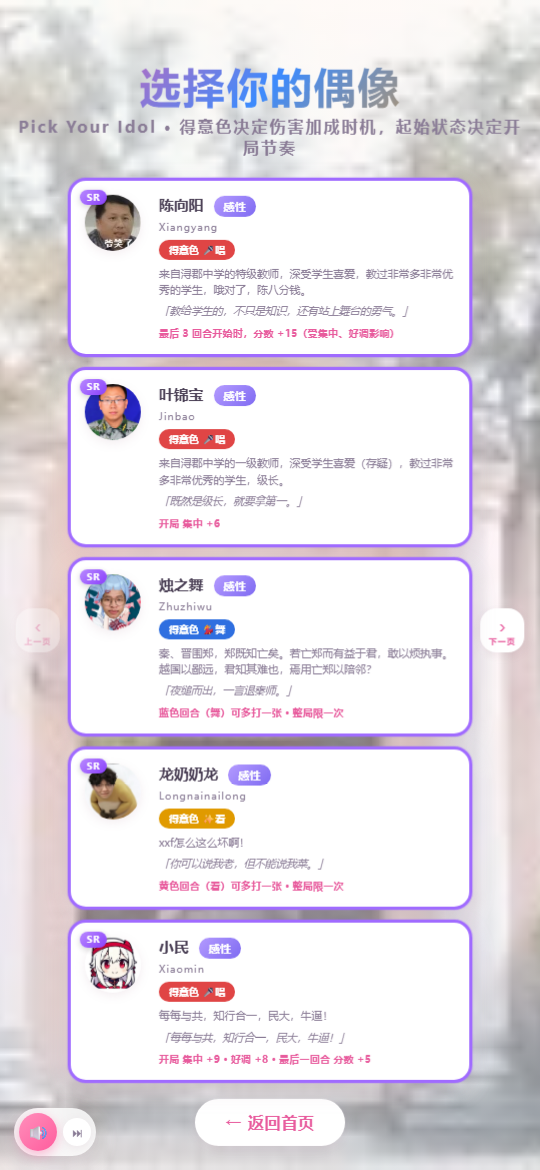 选择你的偶像
Pick Your Idol • 得意色决定伤害加成时机，起始状态决定开
局节奏
SR
爸笑了
陈向阳 感性
Xiangyang
得意色 🎤唱
来自浔郡中学的特级教师，深受学生喜爱，教过非常多非常优
秀的学生，哦对了，陈八分钱。
「教给学生的，不只是知识，还有站上舞台的勇气。」
最后 3 回合开始时，分数 +15（受集中、好调影响）
SR
叶锦宝 感性
Jinbao
得意色 🎤唱
来自浔郡中学的一级教师，深受学生喜爱（存疑），教过非常
多非常优秀的学生，级长。
「既然是级长，就要拿第一。」
开局 集中 +6
SR
烛之舞 感性
Zhuzhiwu
得意色 💃舞
秦、晋围郑，郑既知亡矣。若亡郑而有益于君，敢以烦执事。
越国以鄙远，君知其难也，焉用亡郑以陪邻？
「夜缒而出，一言退秦师。」
蓝色回合（舞）可多打一张 • 整局限一次
‹
上一页
›
下一页
SR
龙奶奶龙 感性
Longnainailong
得意色 ✨看
xxf怎么这么坏啊！
「你可以说我老，但不能说我菜。」
黄色回合（看）可多打一张 • 整局限一次
SR
小民 感性
Xiaomin
得意色 🎤唱
每每与共，知行合一，民大，牛逼！
「每每与共，知行合一，民大，牛逼！」
开局 集中 +9 • 好调 +8 • 最后一回合 分数 +5
← 返回首页